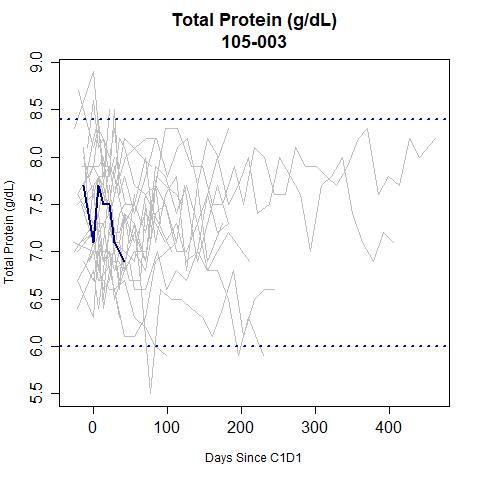 Total Protein (g/dL)
105-003
Total Protein (g/dL)
9.0
8.5
8.0
7.5
7.0
6.5
6.0
5.5
0 100 200 300 400
Days Since C1D1